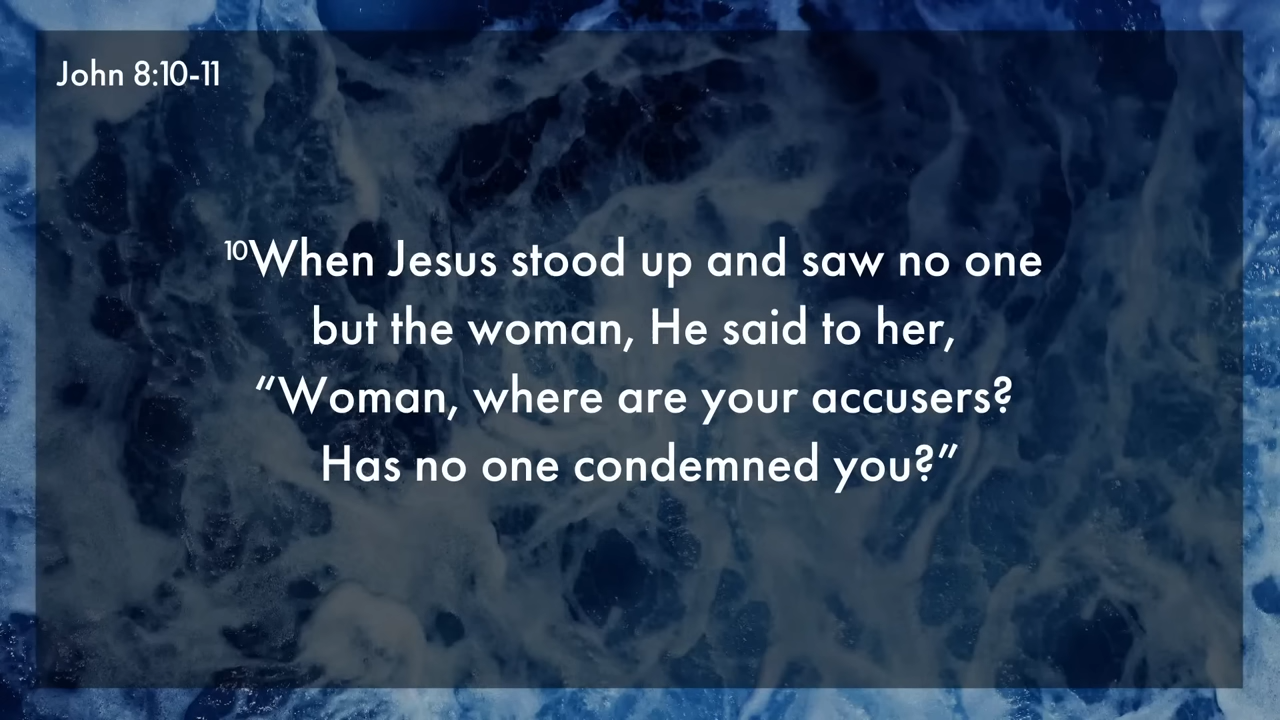 John 8:10-11
10When Jesus stood up and saw no one
but the woman, He said to her,
“Woman, where are your accusers?
Has no one condemned you?”